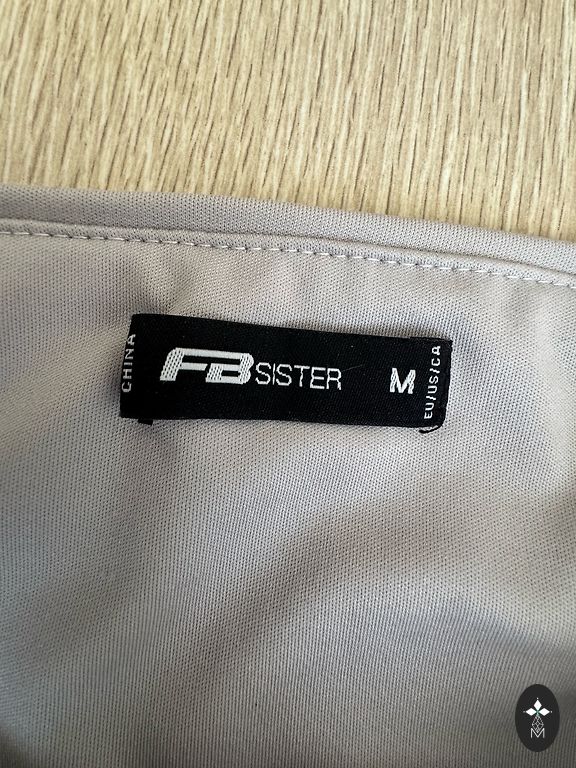 CHINA
FB SISTER M
EU/US/CA
M